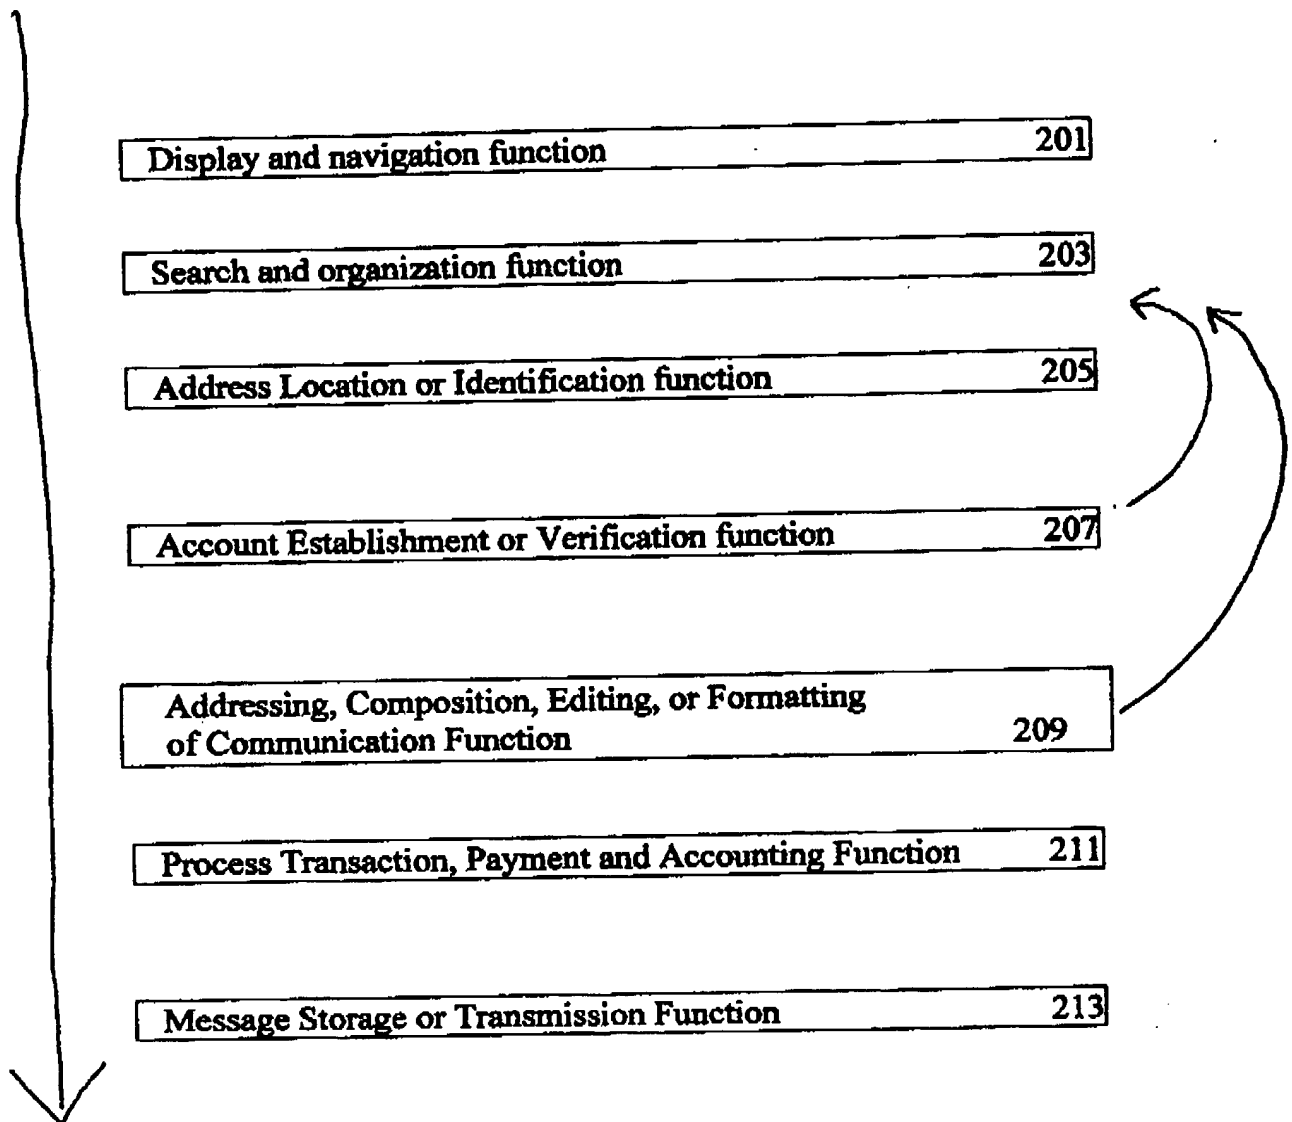 Display and navigation function 201
Search and organization function 203
Address Location or Identification function 205
Account Establishment or Verification function 207
Addressing, Composition, Editing, or Formatting
of Communication Function 209
Process Transaction, Payment and Accounting Function 211
Message Storage or Transmission Function 213